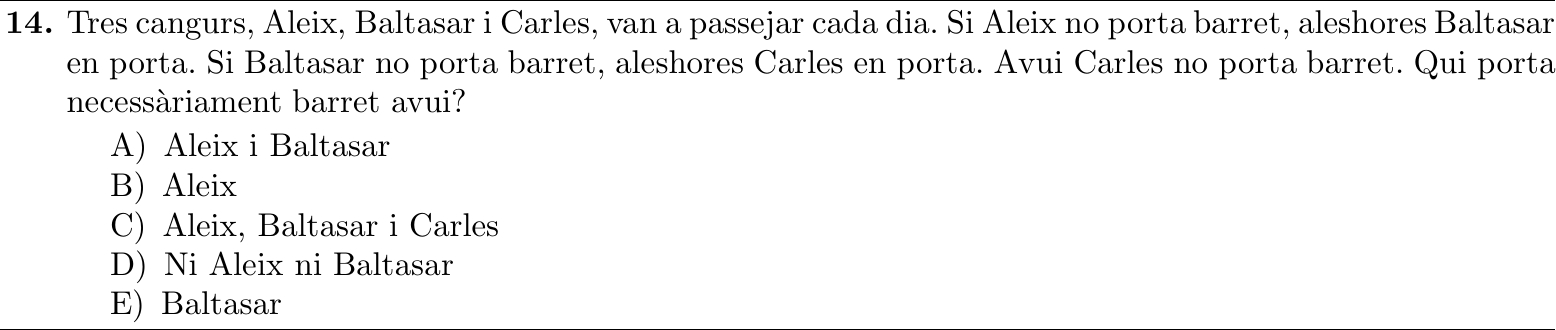 14. Tres cangurs, Aleix, Baltasar i Carles, van a passejar cada dia. Si Aleix no porta barret, aleshores Baltasar
en porta. Si Baltasar no porta barret, aleshores Carles en porta. Avui Carles no porta barret. Qui porta
necessàriament barret avui?
A) Aleix i Baltasar
B) Aleix
C) Aleix, Baltasar i Carles
D) Ni Aleix ni Baltasar
E) Baltasar